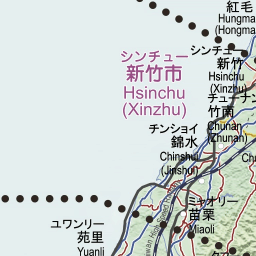 紅毛
Hungma
(Hongma
シンチュー
新竹市
Hsinchu
(Xinzhu)
シンチュー
新竹
Hsinchu
(Xinzhu)
チューナン
竹南
Chunan
(Zhunan)
チンショイ
錦水
Chinshui
(Jinshui)
ミャオリー
苗栗
Miaoli
ユワンリー
苑里
Yuanli